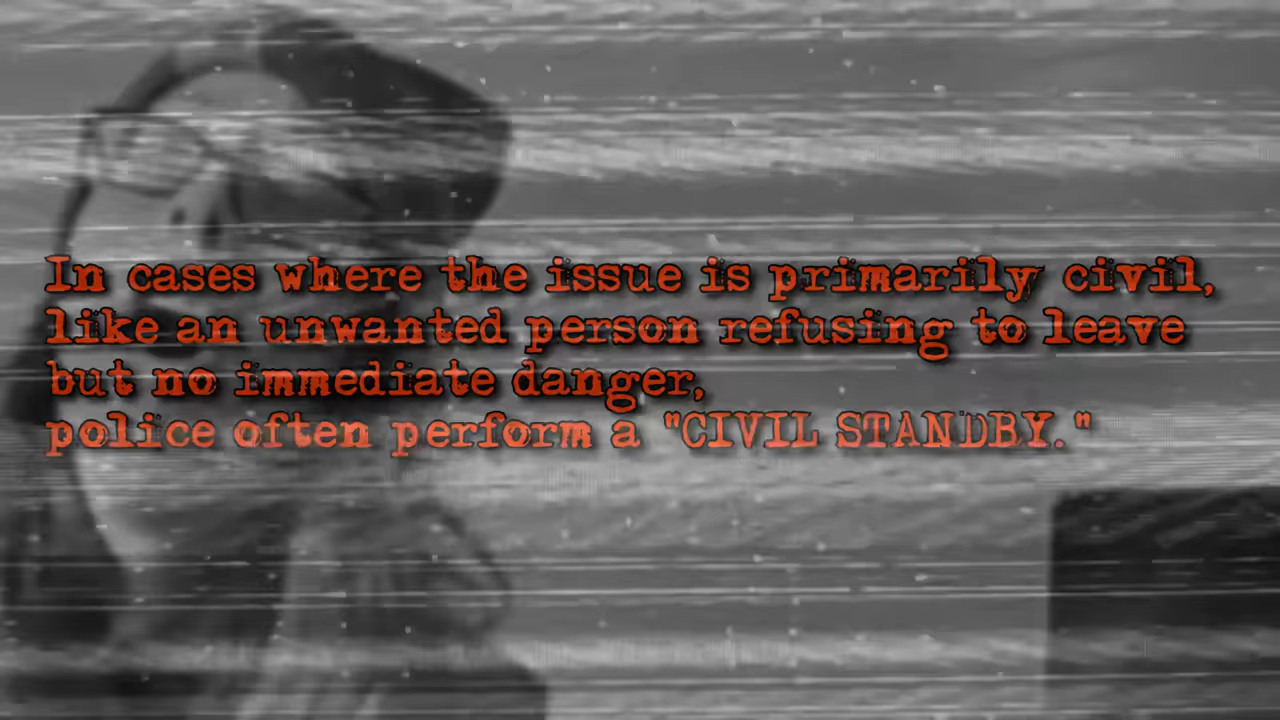 In cases where the issue is primarily civil,
like an unwanted person refusing to leave
but no immediate danger,
police often perform a "CIVIL STANDBY."